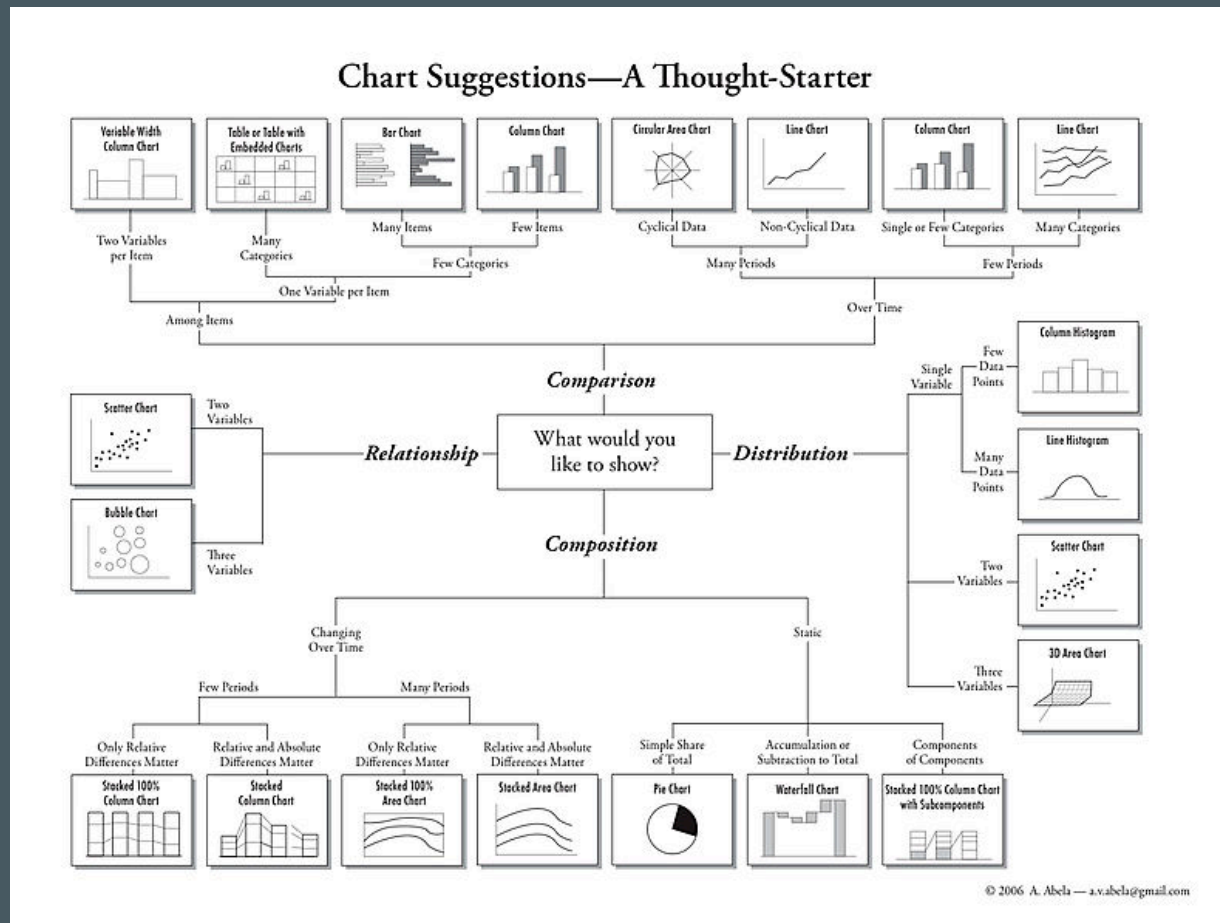 Chart Suggestions—A Thought-Starter
Variable Width
Column Chart
Table or Table with
Embedded Charts
Bar Chart
Column Chart
Circular Area Chart
Line Chart
Column Chart
Line Chart
Two Variables
per Item
Many
Categories
Many Items
Few Items
Cyclical Data
Non-Cyclical Data
Single or Few Categories
Many Categories
Few Categories
Many Periods
Few Periods
One Variable per Item
Among Items
Over Time
Comparison
What would you
like to show?
Relationship
Two
Variables
Scatter Chart
Three
Variables
Bubble Chart
Distribution
Single
Variable
Few
Data
Points
Column Histogram
Many
Data
Points
Line Histogram
Two
Variables
Scatter Chart
Three
Variables
3D Area Chart
Composition
Changing
Over Time
Static
Few Periods
Many Periods
Only Relative
Differences Matter
Relative and Absolute
Differences Matter
Only Relative
Differences Matter
Relative and Absolute
Differences Matter
Simple Share
of Total
Accumulation or
Subtraction to Total
Components
of Components
Stacked 100%
Column Chart
Stacked
Column Chart
Stacked 100%
Area Chart
Stacked Area Chart
Pie Chart
Waterfall Chart
Stacked 100% Column Chart
with Subcomponents
© 2006 A. Abela — a.v.abela@gmail.com